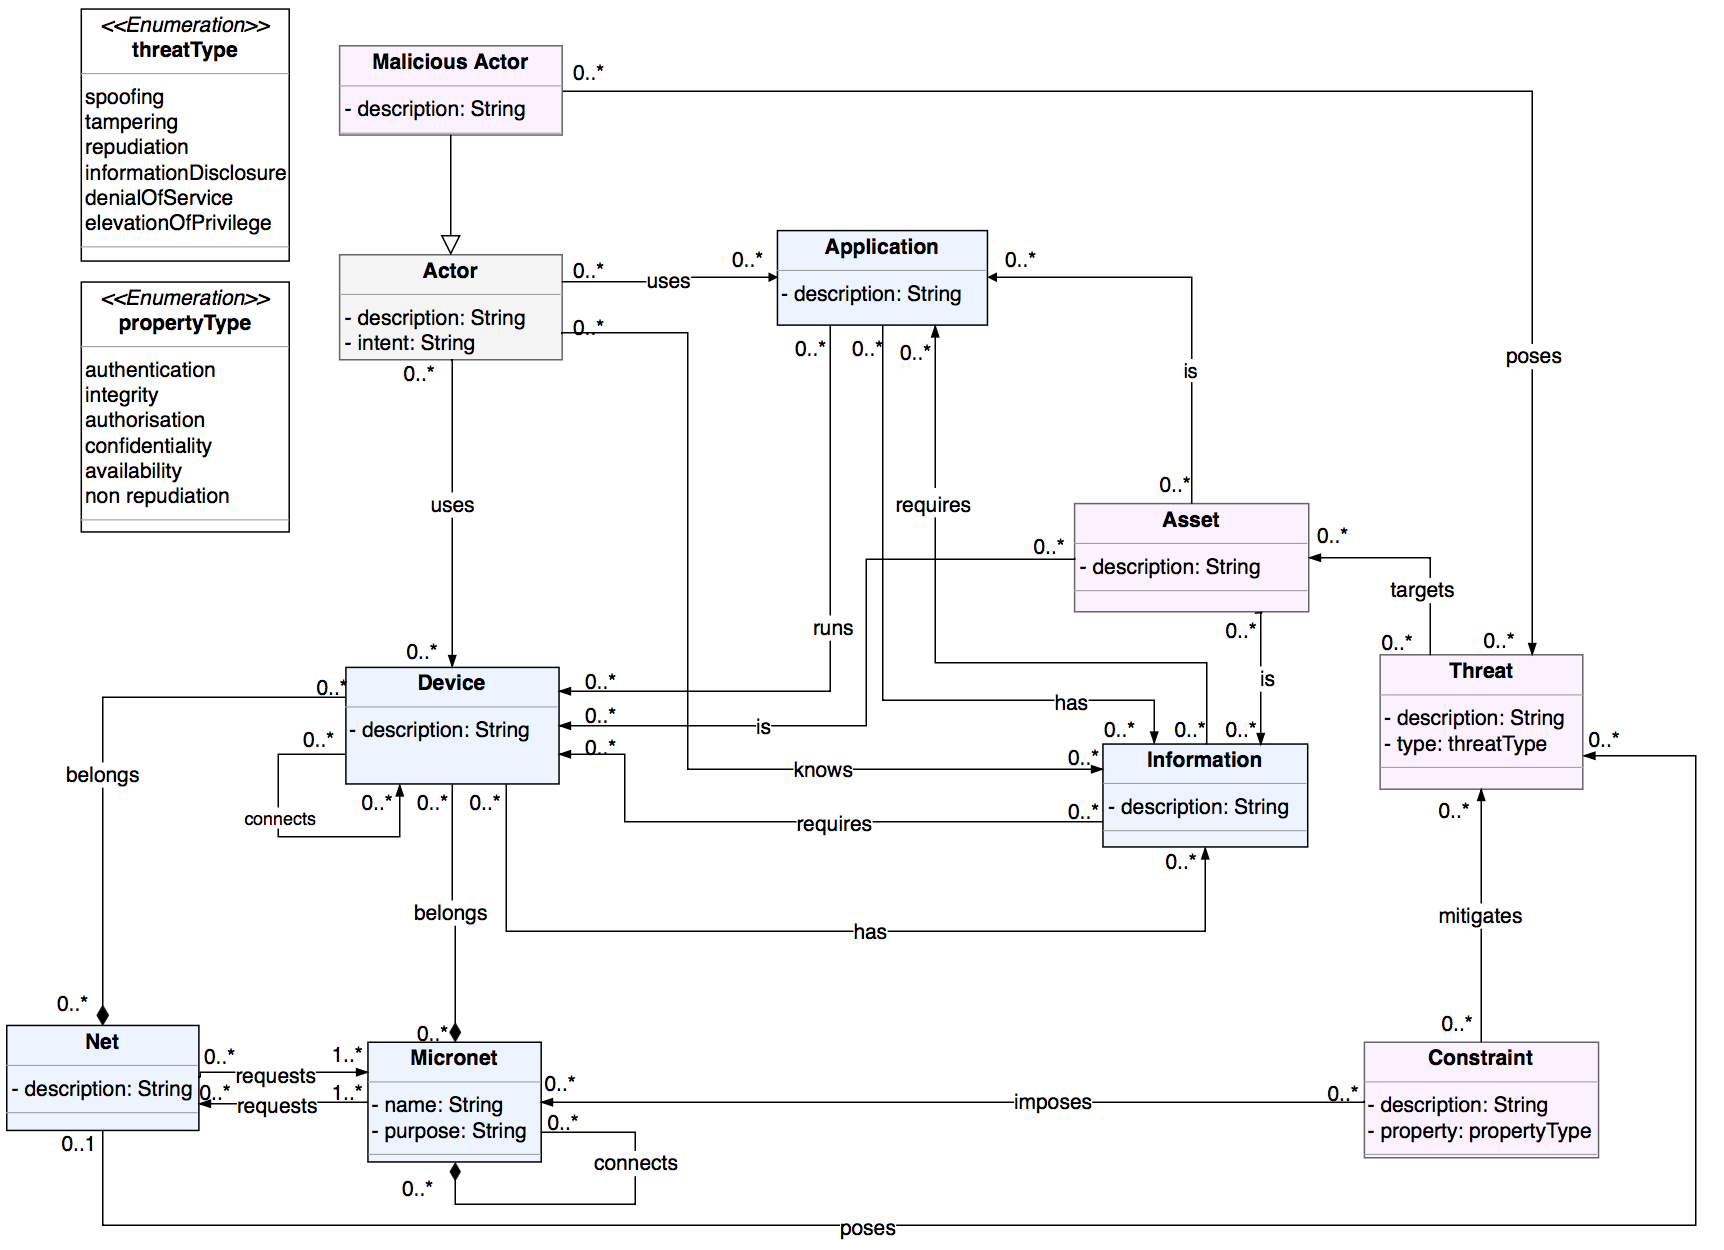 <<Enumeration>>
threatType
spoofing
tampering
repudiation
informationDisclosure
denialOfService
elevationOfPrivilege
<<Enumeration>>
propertyType
authentication
integrity
authorisation
confidentiality
availability
non repudiation
Malicious Actor
- description: String
0..*
poses
Actor
- description: String
- intent: String
0..*
uses
0..*
0..*
0..*
uses
0..*
Application
- description: String
0..*
0..*
0..*
0..*
is
0..*
requires
runs
Asset
- description: String
0..*
0..*
0..*
is
targets
0..*
0..*
Threat
- description: String
- type: threatType
0..*
0..*
Device
- description: String
0..*
0..*
0..*
0..*
0..*
0..*
0..*
0..*
connects
is
has
knows
requires
0..*
0..*
0..*
0..*
0..*
Information
- description: String
0..*
belongs
belongs
has
mitigates
0..*
Net
- description: String
0..*
0..*
0..1
requests
requests
1..*
1..*
0..*
Micronet
- name: String
- purpose: String
0..*
0..*
connects
0..*
imposes
0..*
0..*
Constraint
- description: String
- property: propertyType
poses